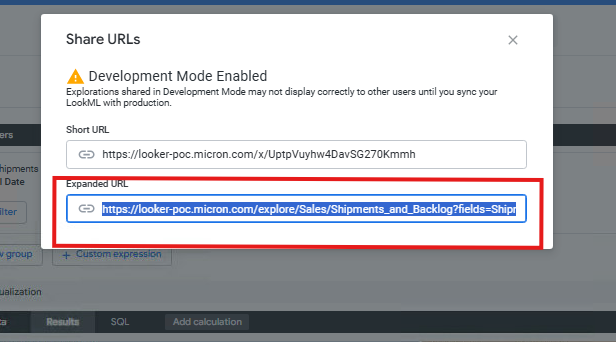 Share URLs
Development Mode Enabled
Explorations shared in Development Mode may not display correctly to other users until you sync your
LookML with production.
Short URL
https://looker-poc.micron.com/x/UptpVuyhw4DavSG270Kmmh
Expanded URL
https://looker-poc.micron.com/explore/Sales/Shipments_and_Backlog?fields=Shipr
ers
hipments
l Date
ilter
w group
+ Custom expression
ualization
ta
Results
SQL
Add calculation